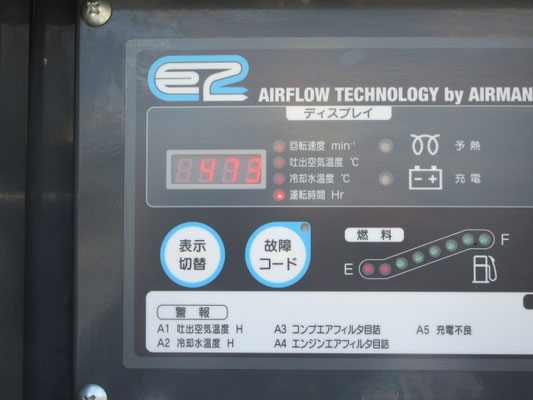 e2 AIRFLOW TECHNOLOGY by AIRMAN
ディスプレイ
473
回転速度 min⁻¹
吐出空気温度 ℃
冷却水温度 ℃
運転時間 Hr
予熱
充電
表示
切替
故障
コード
燃料
E
F
警報
A1 吐出空気温度 H
A2 冷却水温度 H
A3 コンプエアフィルタ目詰
A4 エンジンエアフィルタ目詰
A5 充電不良